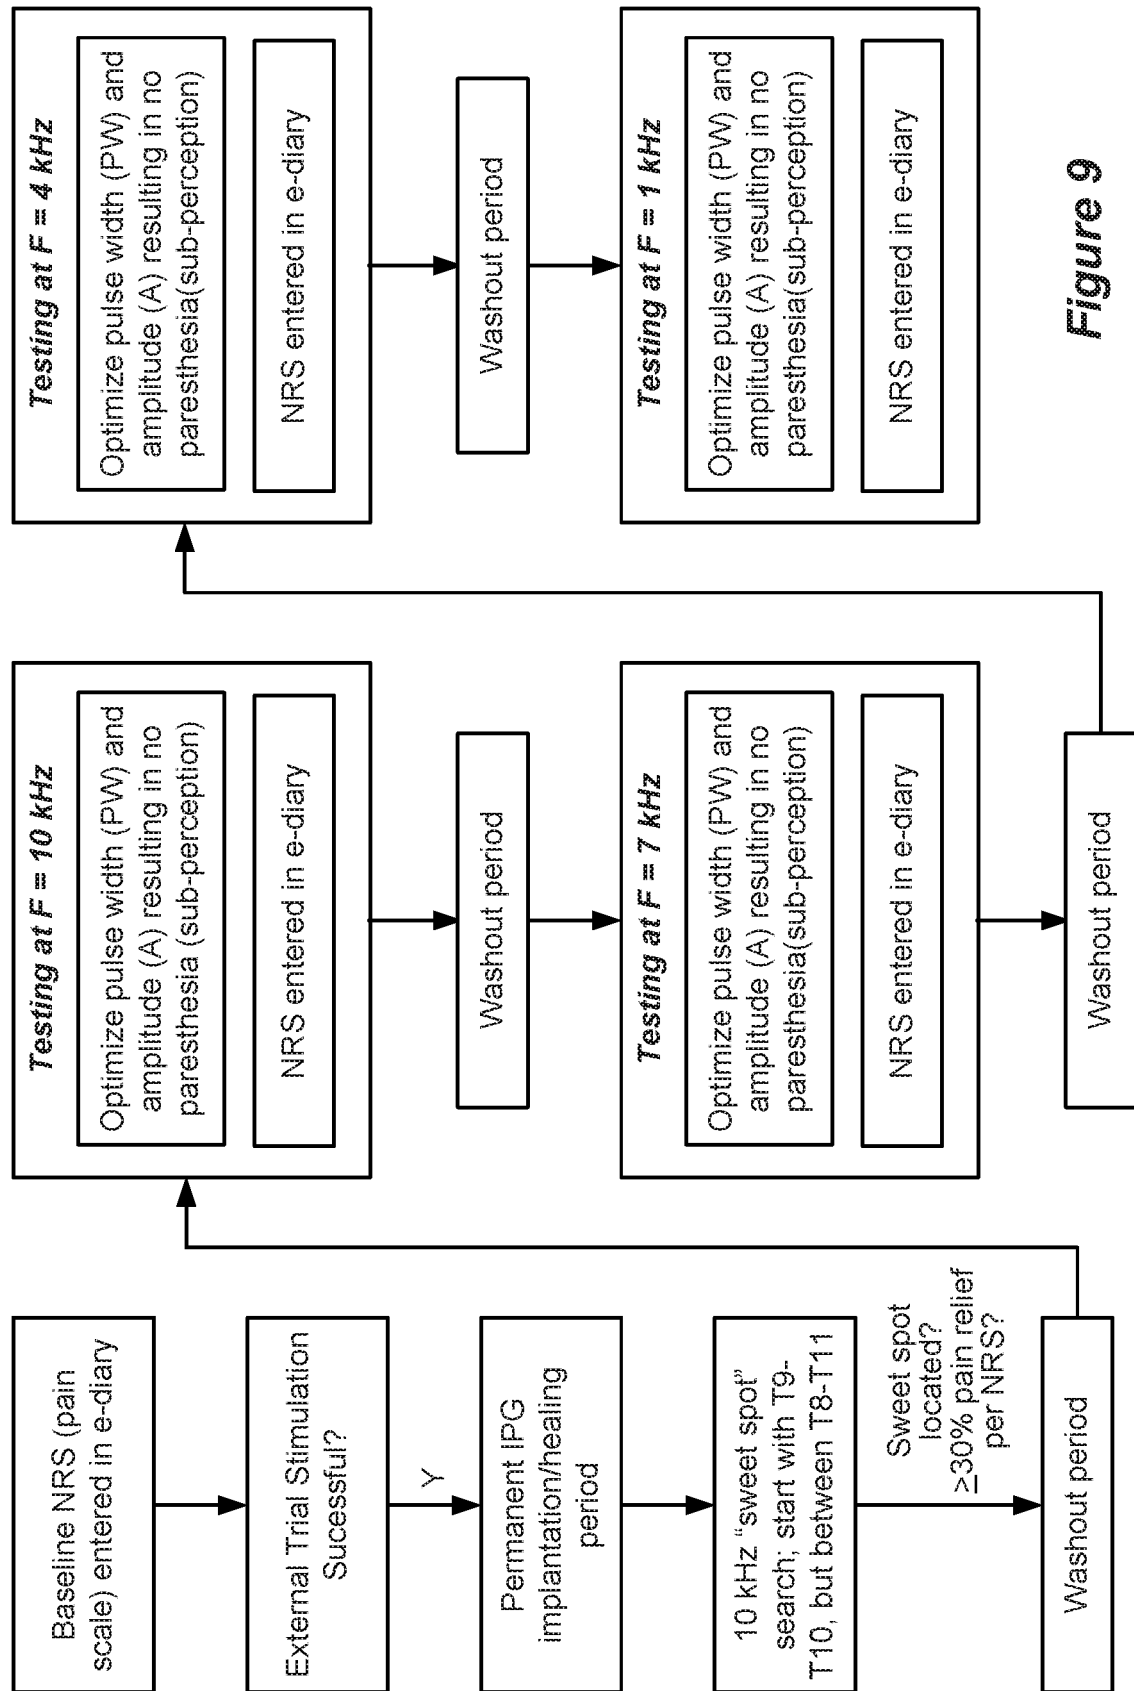 Baseline NRS (pain
scale) entered in e-diary
External Trial Stimulation
Sucessful?
Y
Permanent IPG
implantation/healing
period
10 kHz “sweet spot”
search; start with T9-
T10, but between T8-T11
Sweet spot
located?
≥30% pain relief
per NRS?
Washout period
Testing at F = 10 kHz
Optimize pulse width (PW) and
amplitude (A) resulting in no
paresthesia (sub-perception)
NRS entered in e-diary
Washout period
Testing at F = 7 kHz
Optimize pulse width (PW) and
amplitude (A) resulting in no
paresthesia(sub-perception)
NRS entered in e-diary
Washout period
Testing at F = 4 kHz
Optimize pulse width (PW) and
amplitude (A) resulting in no
paresthesia(sub-perception)
NRS entered in e-diary
Washout period
Testing at F = 1 kHz
Optimize pulse width (PW) and
amplitude (A) resulting in no
paresthesia(sub-perception)
NRS entered in e-diary
Figure 9